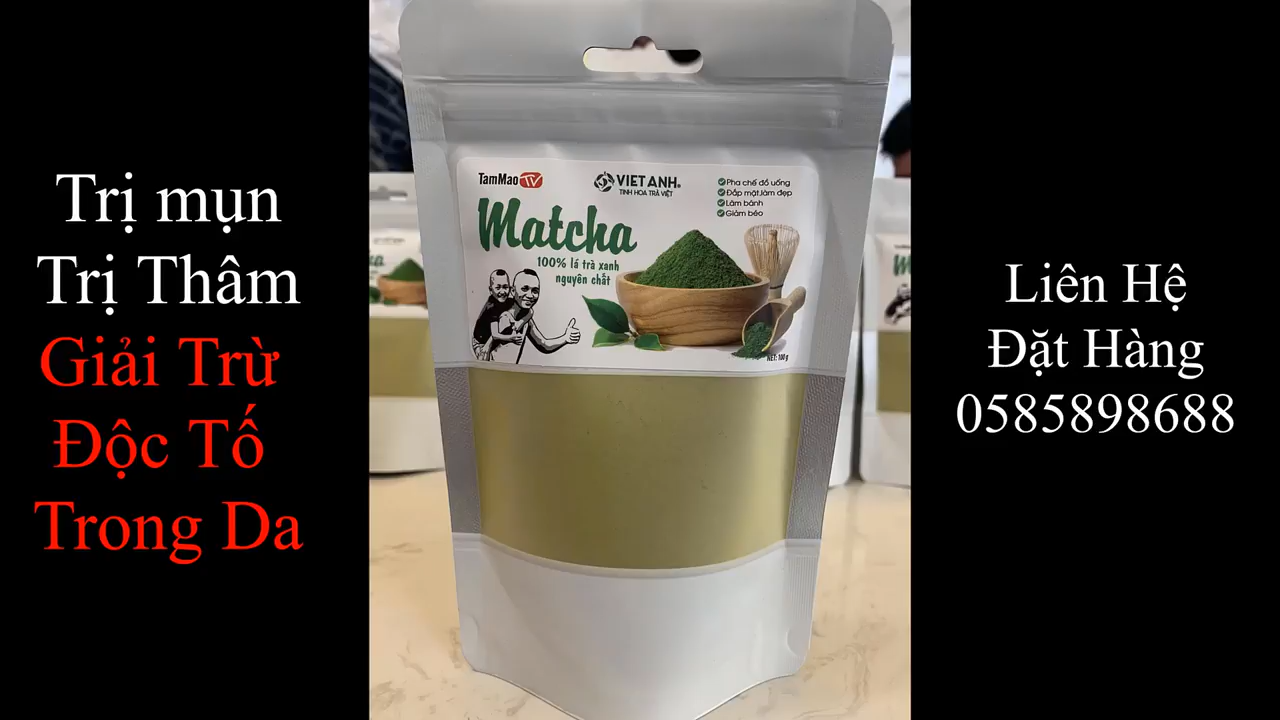 Trị mụn
Trị Thâm
Giải Trừ
Độc Tố
Trong Da
TamMao TV
VIET ANH®
TINH HOA TRÀ VIỆT
Pha chế đồ uống
Đắp mặt,làm đẹp
Làm bánh
Giảm béo
Matcha
100% lá trà xanh
nguyên chất
NET: 100g
Liên Hệ
Đặt Hàng
0585898688